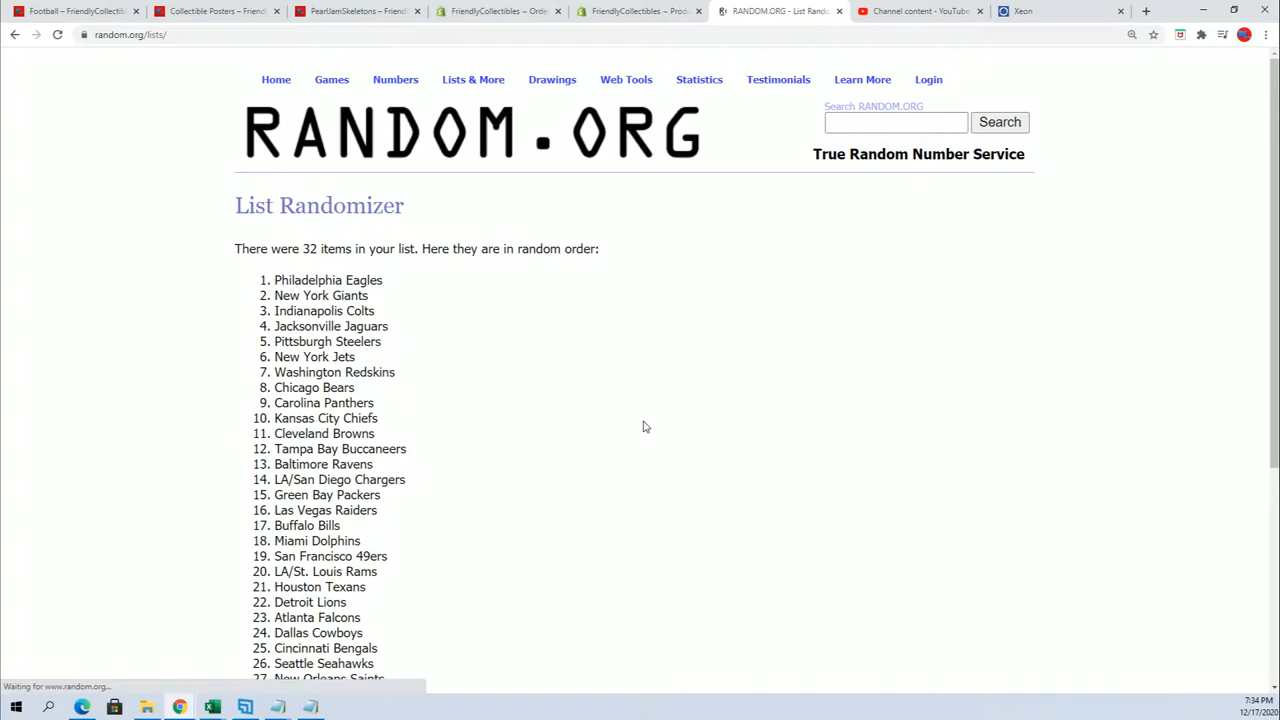 Football – FriendlyCollectib
Collectible Posters – Friendl
PearlJamSkeletons – Friendl
FriendlyCollectibles ~ Orde
FriendlyCollectibles ~ Prod
RANDOM.ORG - List Rando
Channel content - YouTube
Xeon
random.org/lists/
Home Games Numbers Lists & More Drawings Web Tools Statistics Testimonials Learn More Login
RANDOM.ORG
Search RANDOM.ORG
Search
True Random Number Service
List Randomizer
There were 32 items in your list. Here they are in random order:
1. Philadelphia Eagles
2. New York Giants
3. Indianapolis Colts
4. Jacksonville Jaguars
5. Pittsburgh Steelers
6. New York Jets
7. Washington Redskins
8. Chicago Bears
9. Carolina Panthers
10. Kansas City Chiefs
11. Cleveland Browns
12. Tampa Bay Buccaneers
13. Baltimore Ravens
14. LA/San Diego Chargers
15. Green Bay Packers
16. Las Vegas Raiders
17. Buffalo Bills
18. Miami Dolphins
19. San Francisco 49ers
20. LA/St. Louis Rams
21. Houston Texans
22. Detroit Lions
23. Atlanta Falcons
24. Dallas Cowboys
25. Cincinnati Bengals
26. Seattle Seahawks
27. New Orleans Saints
Waiting for www.random.org...
7:34 PM
12/17/2020